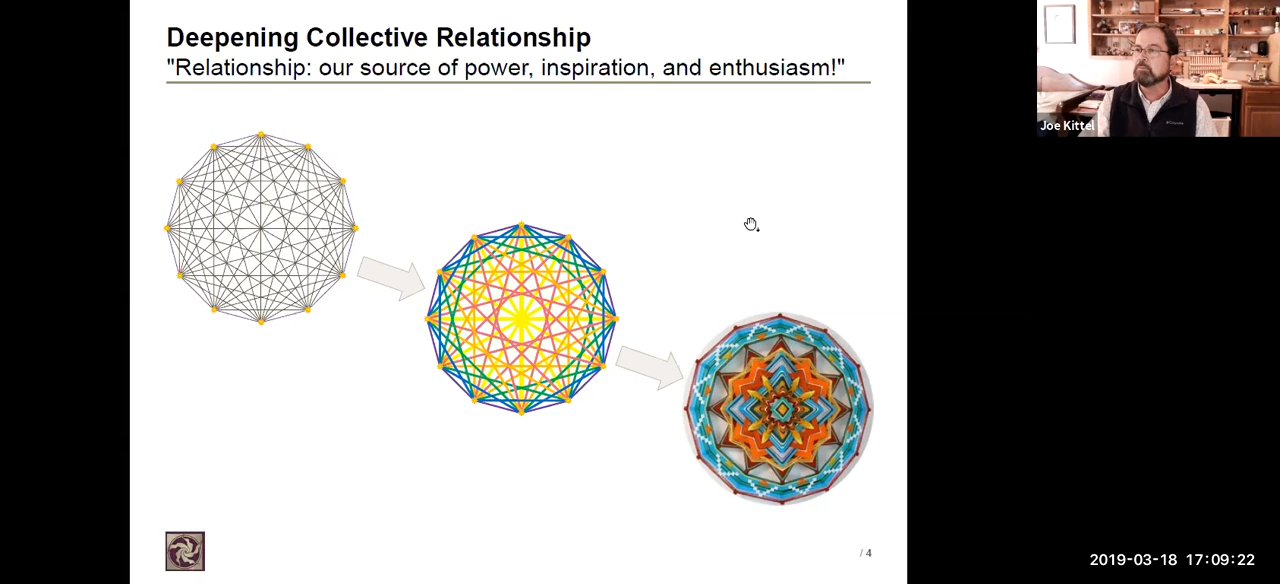 Deepening Collective Relationship
"Relationship: our source of power, inspiration, and enthusiasm!"
Joe Kittel
/ 4
2019-03-18 17:09:22